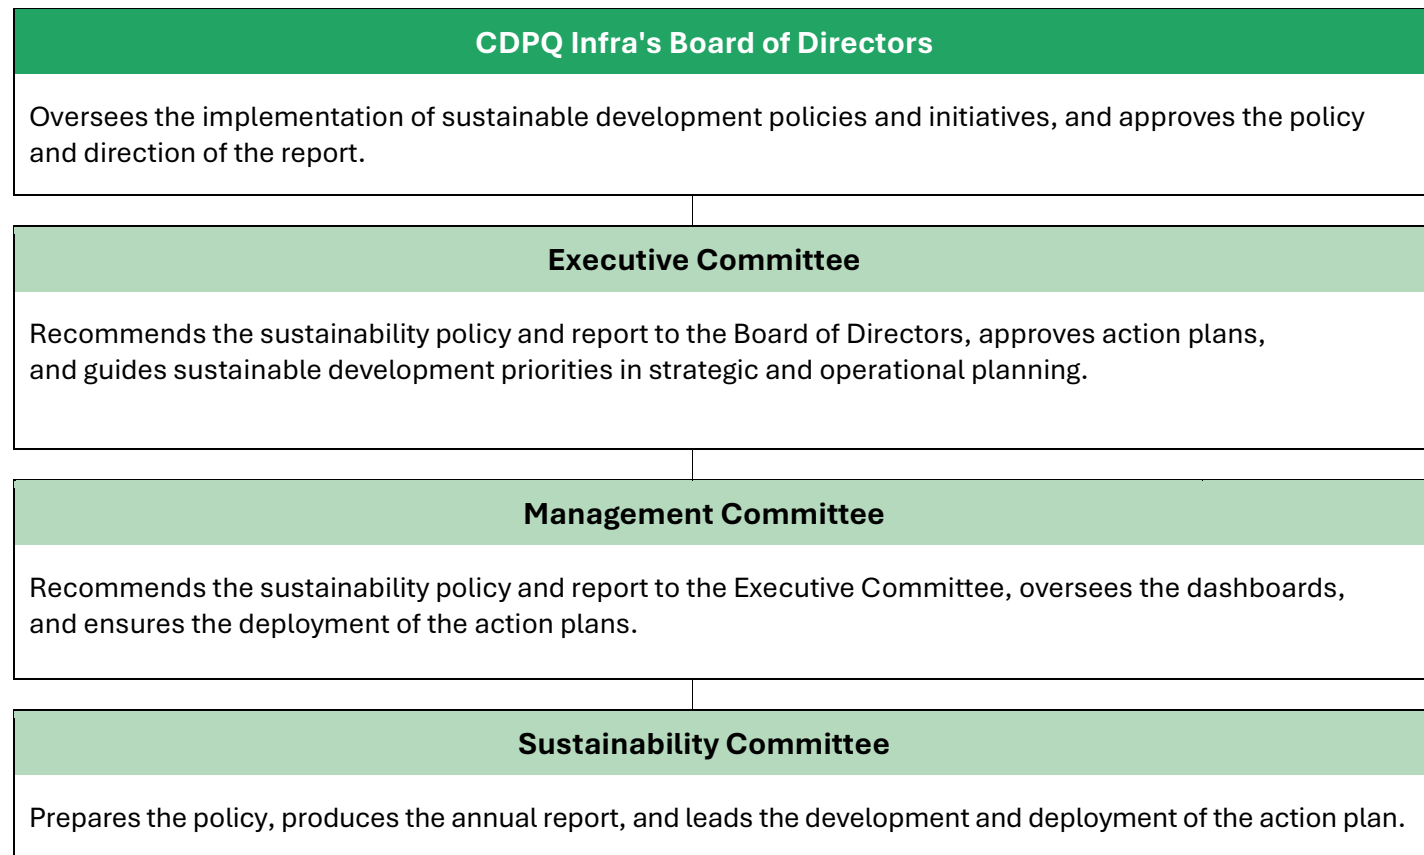 CDPQ Infra's Board of Directors
Oversees the implementation of sustainable development policies and initiatives, and approves the policy
and direction of the report.
Executive Committee
Recommends the sustainability policy and report to the Board of Directors, approves action plans,
and guides sustainable development priorities in strategic and operational planning.
Management Committee
Recommends the sustainability policy and report to the Executive Committee, oversees the dashboards,
and ensures the deployment of the action plans.
Sustainability Committee
Prepares the policy, produces the annual report, and leads the development and deployment of the action plan.